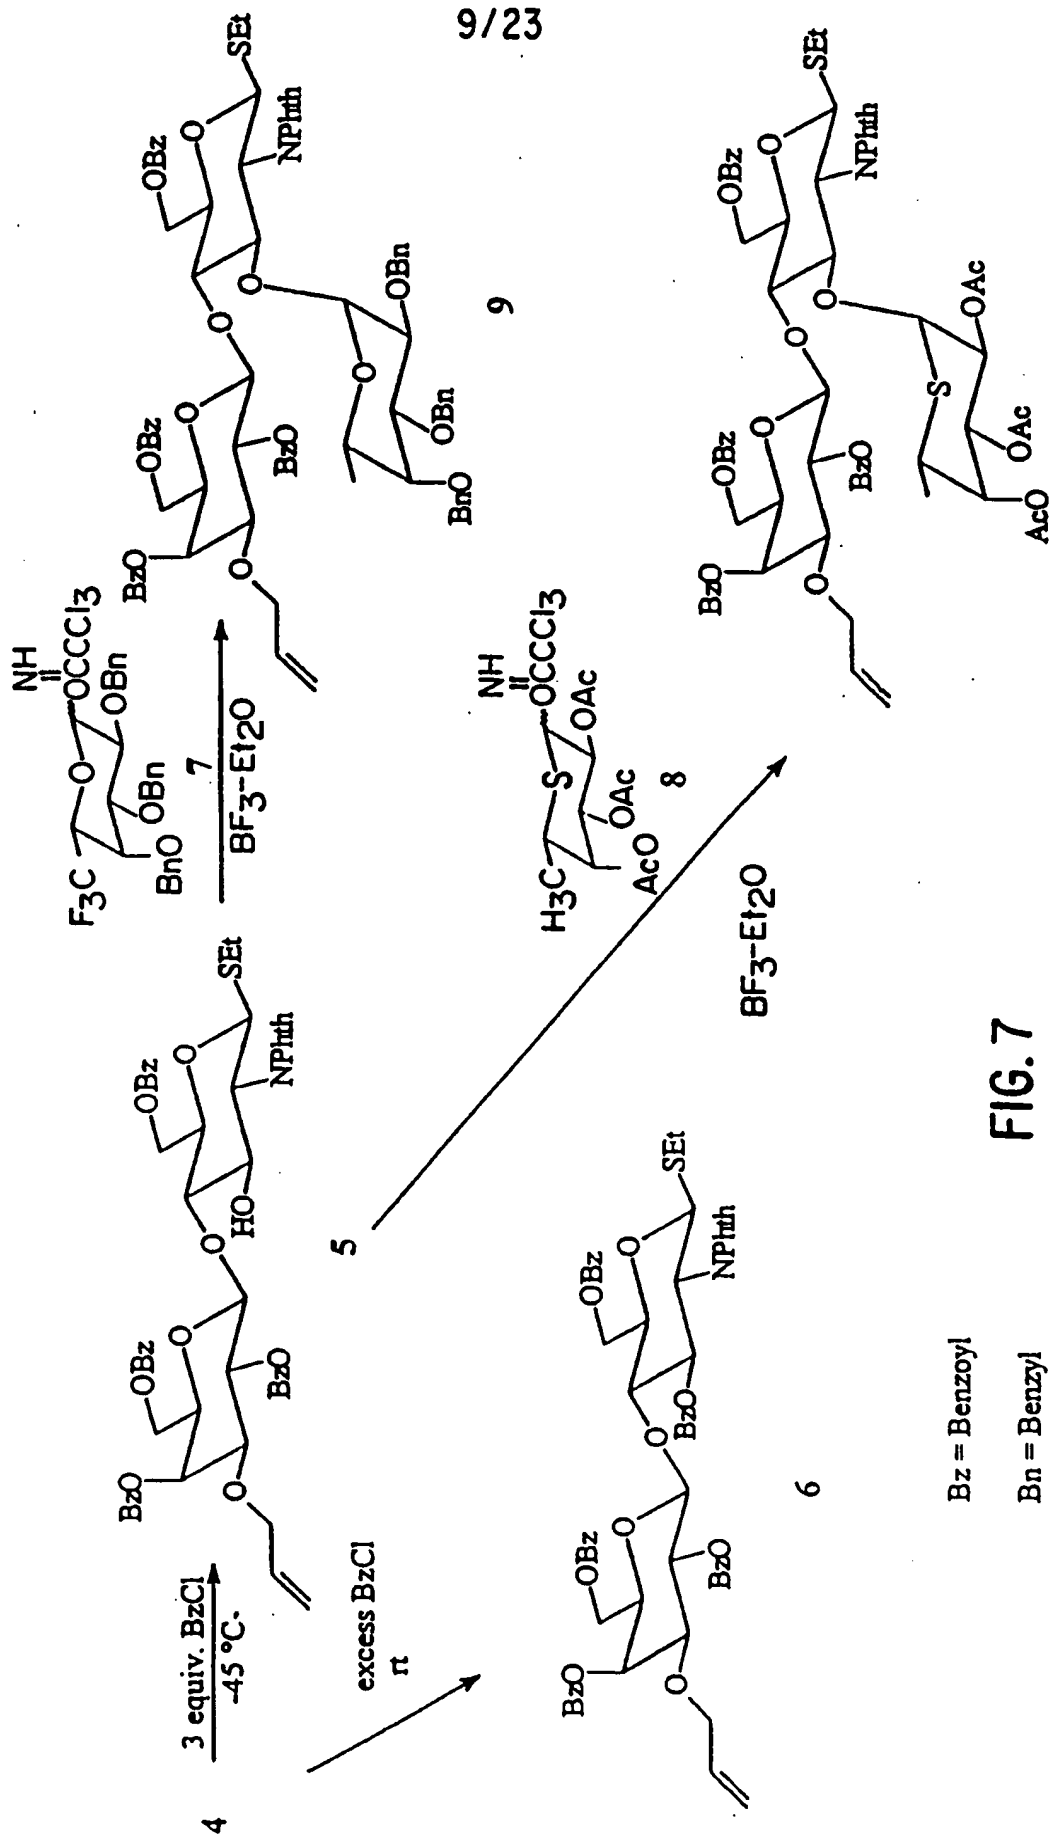 9/23
4
3 equiv. BzCl
-45 °C-
excess BzCl
rt
BzO
OBz
O
O
BzO
O
OBz
O
HO
NPhth
SEt
5
F3C
O
NH
OCCCl3
OBn
OBn
BnO
7
BF3-Et2O
BzO
OBz
O
O
BzO
O
OBz
O
O
NPhth
SEt
O
OBn
OBn
BnO
9
BzO
OBz
O
O
BzO
O
OBz
O
BzO
NPhth
SEt
6
H3C
S
NH
OCCCl3
OAc
OAc
AcO
8
BF3-Et2O
BzO
OBz
O
O
BzO
O
OBz
O
O
NPhth
SEt
S
OAc
OAc
AcO
Bz = Benzoyl
Bn = Benzyl
FIG. 7